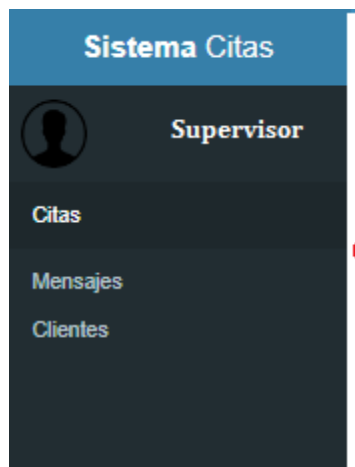 Sistema Citas
Supervisor
Citas
Mensajes
Clientes